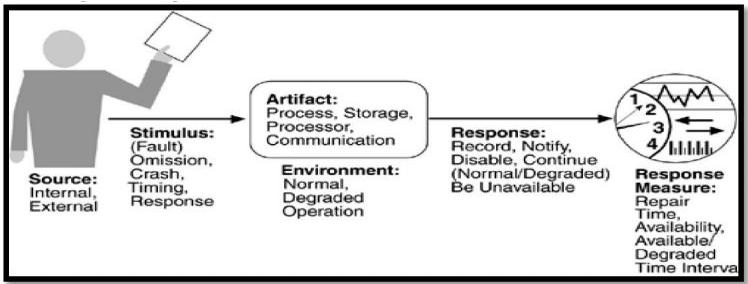 Source:
Internal,
External
Stimulus:
(Fault)
Omission,
Crash,
Timing,
Response
Artifact:
Process, Storage,
Processor,
Communication
Environment:
Normal,
Degraded
Operation
Response:
Record, Notify,
Disable, Continue
(Normal/Degraded)
Be Unavailable
1
2
3
4
Response
Measure:
Repair
Time,
Availability,
Available/
Degraded
Time Interva